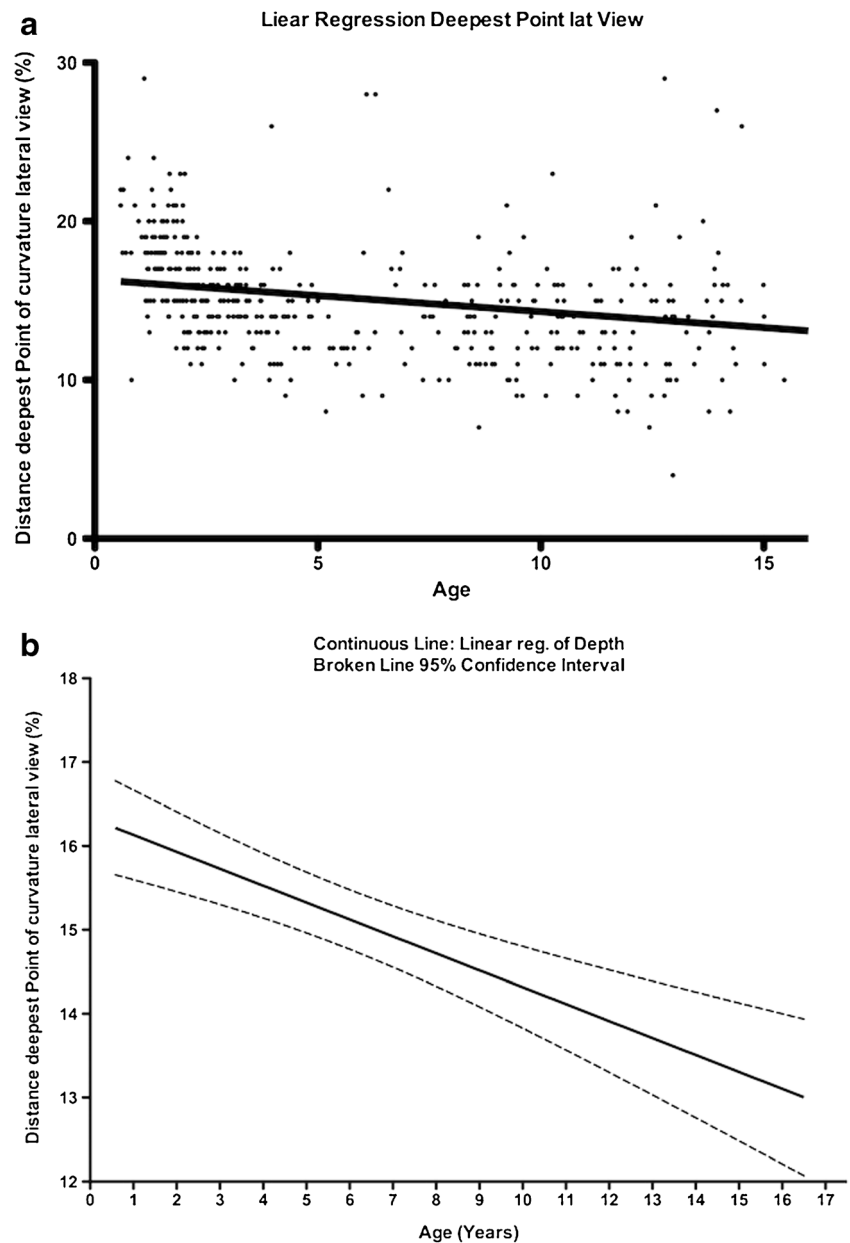 a
Liear Regression Deepest Point lat View
Distance deepest Point of curvature lateral view (%)
30
20
10
0
0 5 10 15
Age
b
Continuous Line: Linear reg. of Depth
Broken Line 95% Confidence Interval
Distance deepest Point of curvature lateral view (%)
18
17
16
15
14
13
12
0 1 2 3 4 5 6 7 8 9 10 11 12 13 14 15 16 17
Age (Years)